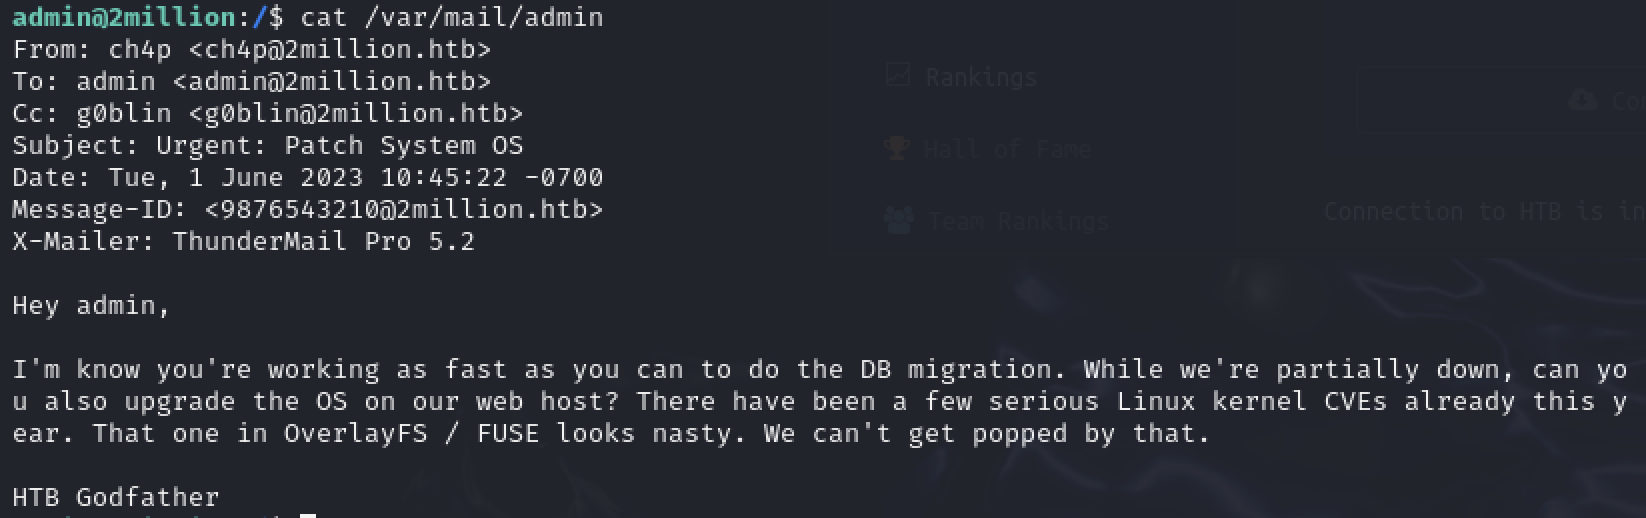 admin@2million:/$ cat /var/mail/admin
From: ch4p <ch4p@2million.htb>
To: admin <admin@2million.htb>
Cc: g0blin <g0blin@2million.htb>
Subject: Urgent: Patch System OS
Date: Tue, 1 June 2023 10:45:22 -0700
Message-ID: <9876543210@2million.htb>
X-Mailer: ThunderMail Pro 5.2
Hey admin,
I'm know you're working as fast as you can to do the DB migration. While we're partially down, can yo
u also upgrade the OS on our web host? There have been a few serious Linux kernel CVEs already this y
ear. That one in OverlayFS / FUSE looks nasty. We can't get popped by that.
HTB Godfather
Rankings
Hall of Fame
Team Rankings
Connection to HTB is in